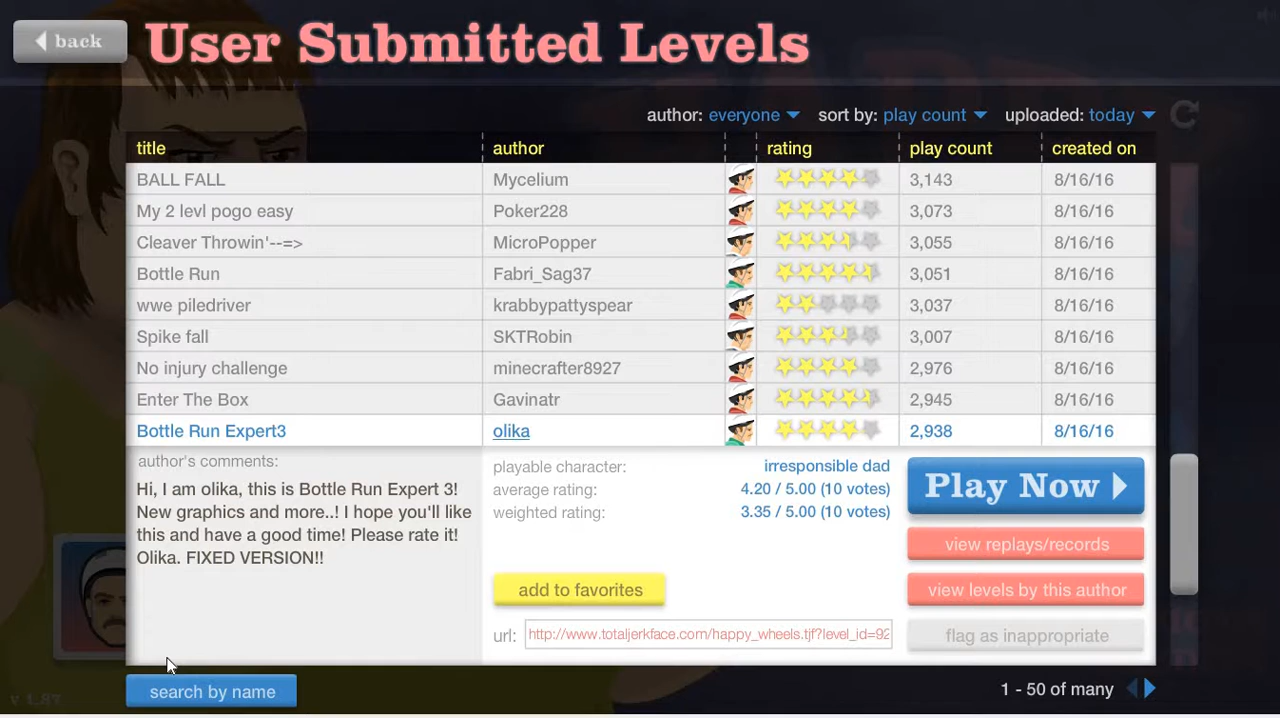 back
User Submitted Levels
author: everyone sort by: play count uploaded: today
title author rating play count created on
BALL FALL Mycelium 3,143 8/16/16
My 2 levl pogo easy Poker228 3,073 8/16/16
Cleaver Throwin'--=> MicroPopper 3,055 8/16/16
Bottle Run Fabri_Sag37 3,051 8/16/16
wwe piledriver krabbypattyspear 3,037 8/16/16
Spike fall SKTRobin 3,007 8/16/16
No injury challenge minecrafter8927 2,976 8/16/16
Enter The Box Gavinatr 2,945 8/16/16
Bottle Run Expert3 olika 2,938 8/16/16
author's comments:
Hi, I am olika, this is Bottle Run Expert 3!
New graphics and more..! I hope you'll like
this and have a good time! Please rate it!
Olika. FIXED VERSION!!
playable character: irresponsible dad
average rating: 4.20 / 5.00 (10 votes)
weighted rating: 3.35 / 5.00 (10 votes)
add to favorites
url: http://www.totaljerkface.com/happy_wheels.tjf?level_id=92
Play Now
view replays/records
view levels by this author
flag as inappropriate
v 1.87
search by name
1 - 50 of many